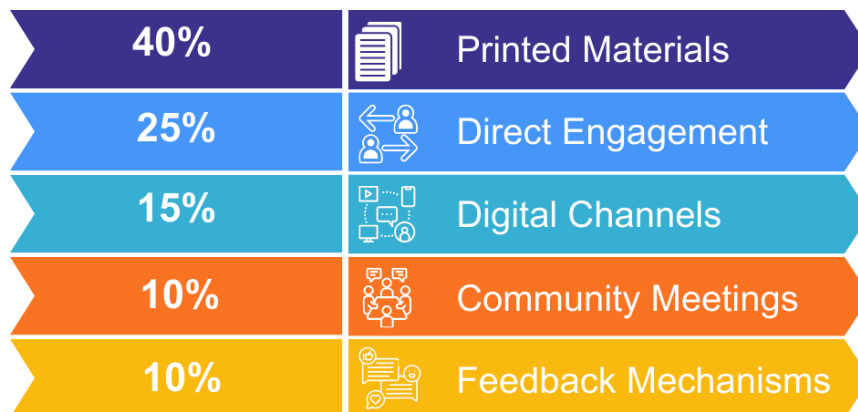 40% Printed Materials
25% Direct Engagement
15% Digital Channels
10% Community Meetings
10% Feedback Mechanisms